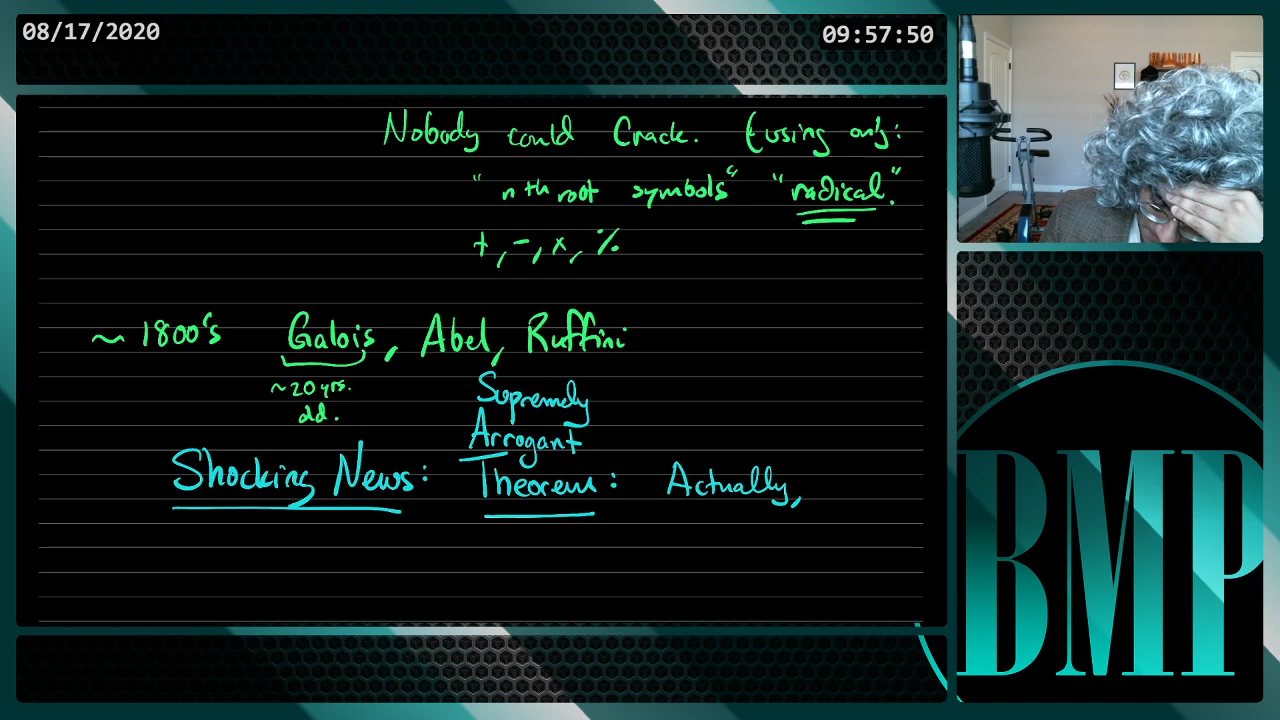 08/17/2020
09:57:50
Nobody could Crack. (using only:
"nth root symbols" "radical."
+, -, x, %
~ 1800's Galois, Abel, Ruffini
~20 yrs.
old.
Supremely
Arrogant
Shocking News: Theorem: Actually,
BMP